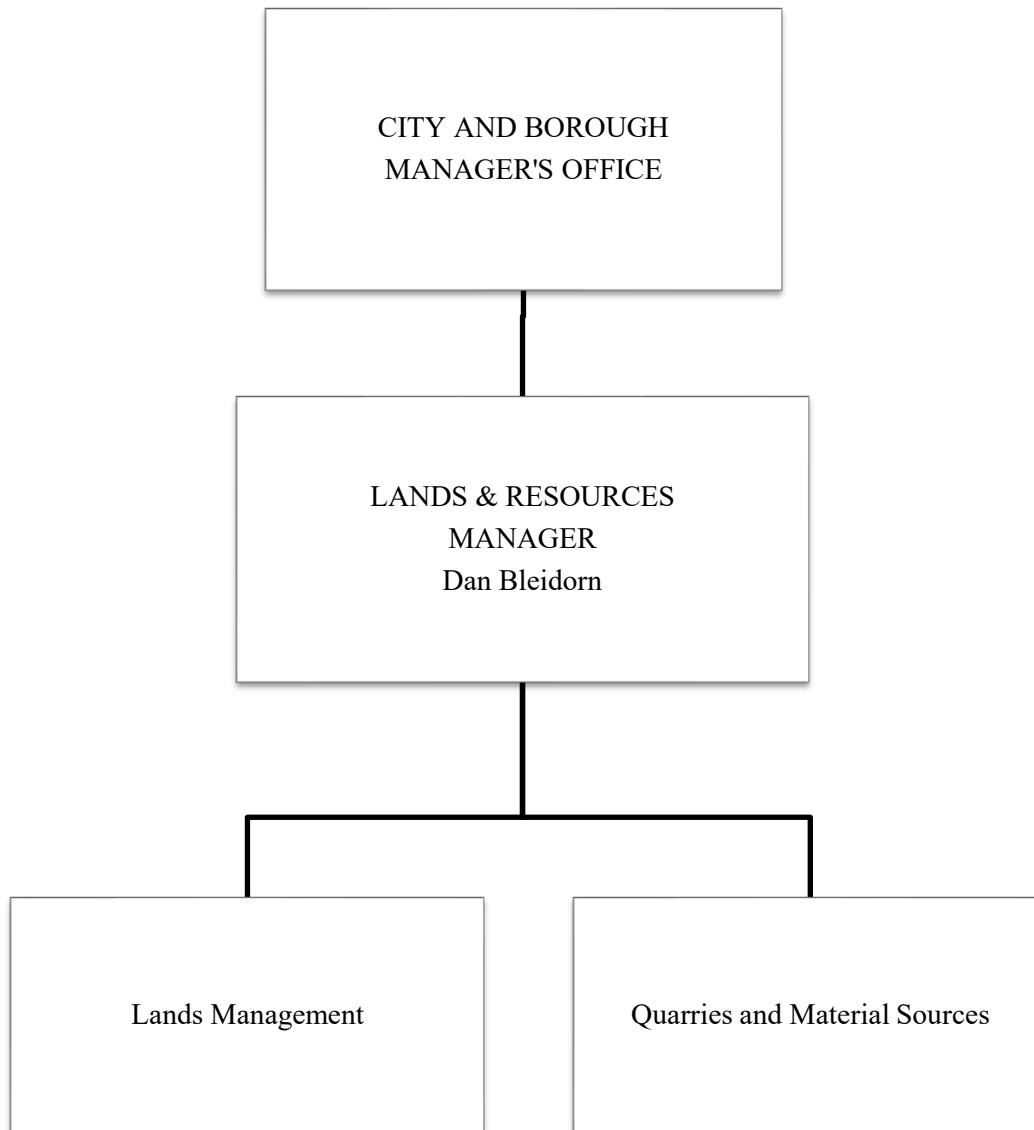 CITY AND BOROUGH
MANAGER'S OFFICE
LANDS & RESOURCES
MANAGER
Dan Bleidorn
Lands Management
Quarries and Material Sources